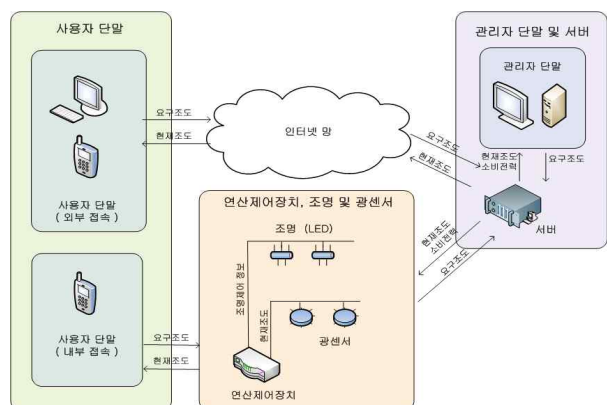 사용자 단말
사용자 단말
( 외부 접속 )
사용자 단말
( 내부 접속 )
요구조도
현재조도
인터넷 망
요구조도
현재조도
관리자 단말 및 서버
관리자 단말
현재조도
소비전력
요구조도
서버
연산제어장치, 조명 및 광센서
조명 (LED)
조명제어 정보
현재조도
광센서
연산제어장치
요구조도
현재조도
현재조도
소비전력
요구조도